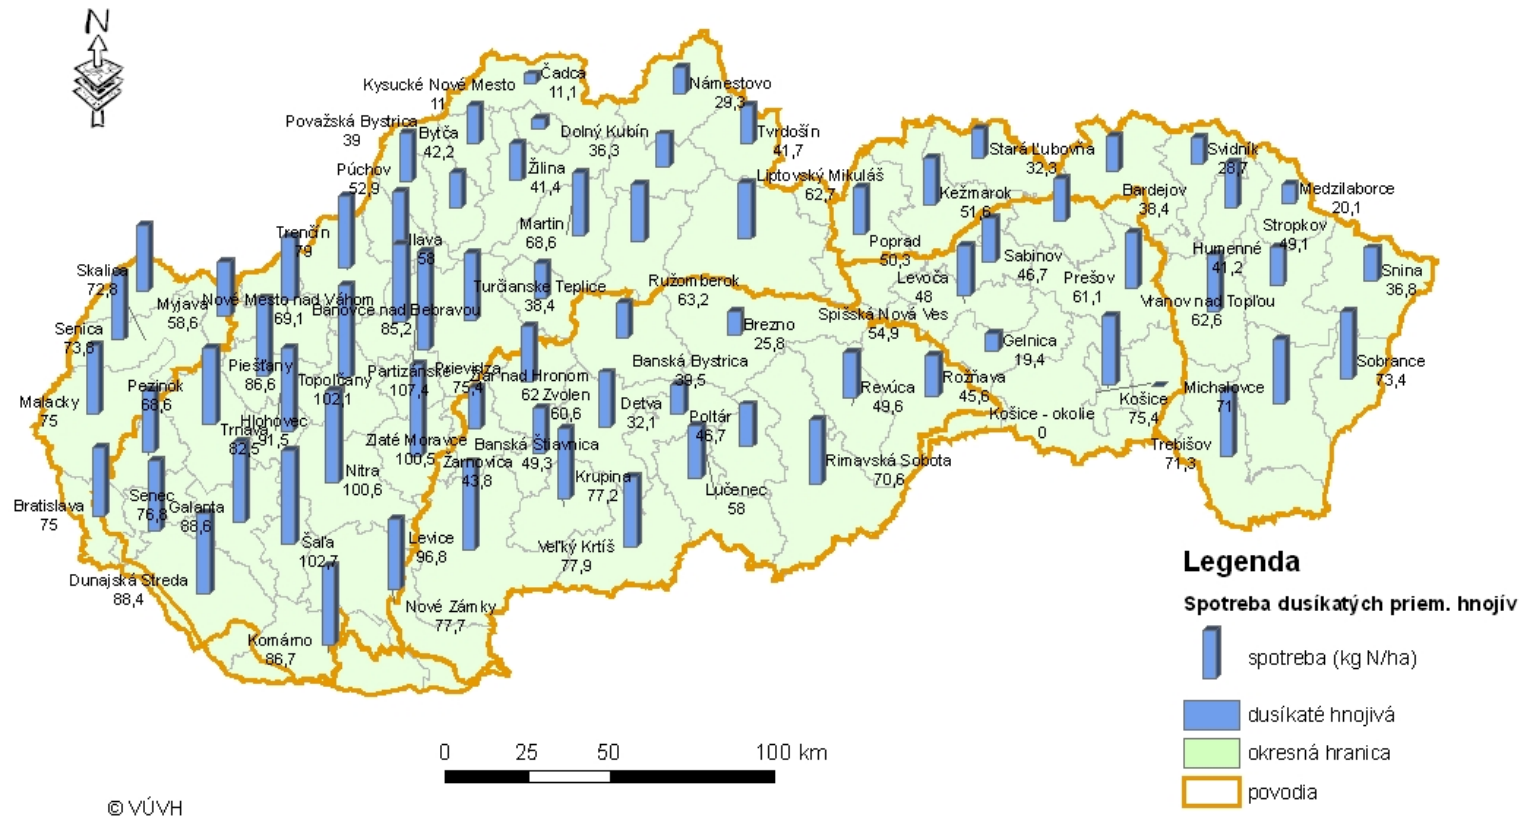 N
Čadca
11,1
Kysucké Nové Mesto
11
Námestovo
29,3
Považská Bystrica
39
Bytča
42,2
Dolný Kubín
36,3
Tvrdošín
41,7
Púchov
52,9
Žilina
41,4
Liptovský Mikuláš
62,7
Stará Ľubovňa
32,3
Svidník
28,7
Kežmarok
51,6
Bardejov
38,4
Medzilaborce
20,1
Stropkov
49,1
Trenčín
79
Ilava
58
Martin
68,6
Poprad
50,3
Sabinov
46,7
Humenné
41,2
Snina
36,8
Skalica
72,8
Myjava
58,6
Nové Mesto nad Váhom
69,1
Bánovce nad Bebravou
85,2
Turčianske Teplice
38,4
Ružomberok
63,2
Levoča
48
Prešov
61,1
Vranov nad Topľou
62,6
Senica
73,8
Spišská Nová Ves
54,9
Brezno
25,8
Gelnica
19,4
Sobrance
73,4
Piešťany
86,6
Topoľčany
102,1
Partizánske
107,4
Prievidza
75,4
Žiar nad Hronom
62
Banská Bystrica
39,5
Pezinok
68,6
Zvolen
60,6
Revúca
49,6
Rožňava
45,6
Michalovce
71
Malacky
75
Detva
32,1
Košice
75,4
Košice - okolie
0
Hlohovec
91,5
Trnava
82,5
Poltár
46,7
Zlaté Moravce
100,5
Banská Štiavnica
49,3
Trebišov
71,3
Nitra
100,6
Žarnovica
43,8
Krupina
77,2
Rimavská Sobota
70,6
Lučenec
58
Bratislava
75
Senec
76,8
Galanta
88,6
Šaľa
102,7
Levice
96,8
Veľký Krtíš
77,9
Dunajská Streda
88,4
Nové Zámky
77,7
Komárno
86,7
Legenda
Spotreba dusíkatých priem. hnojív
spotreba (kg N/ha)
dusíkaté hnojivá
okresná hranica
povodia
0 25 50 100 km
© VÚVH